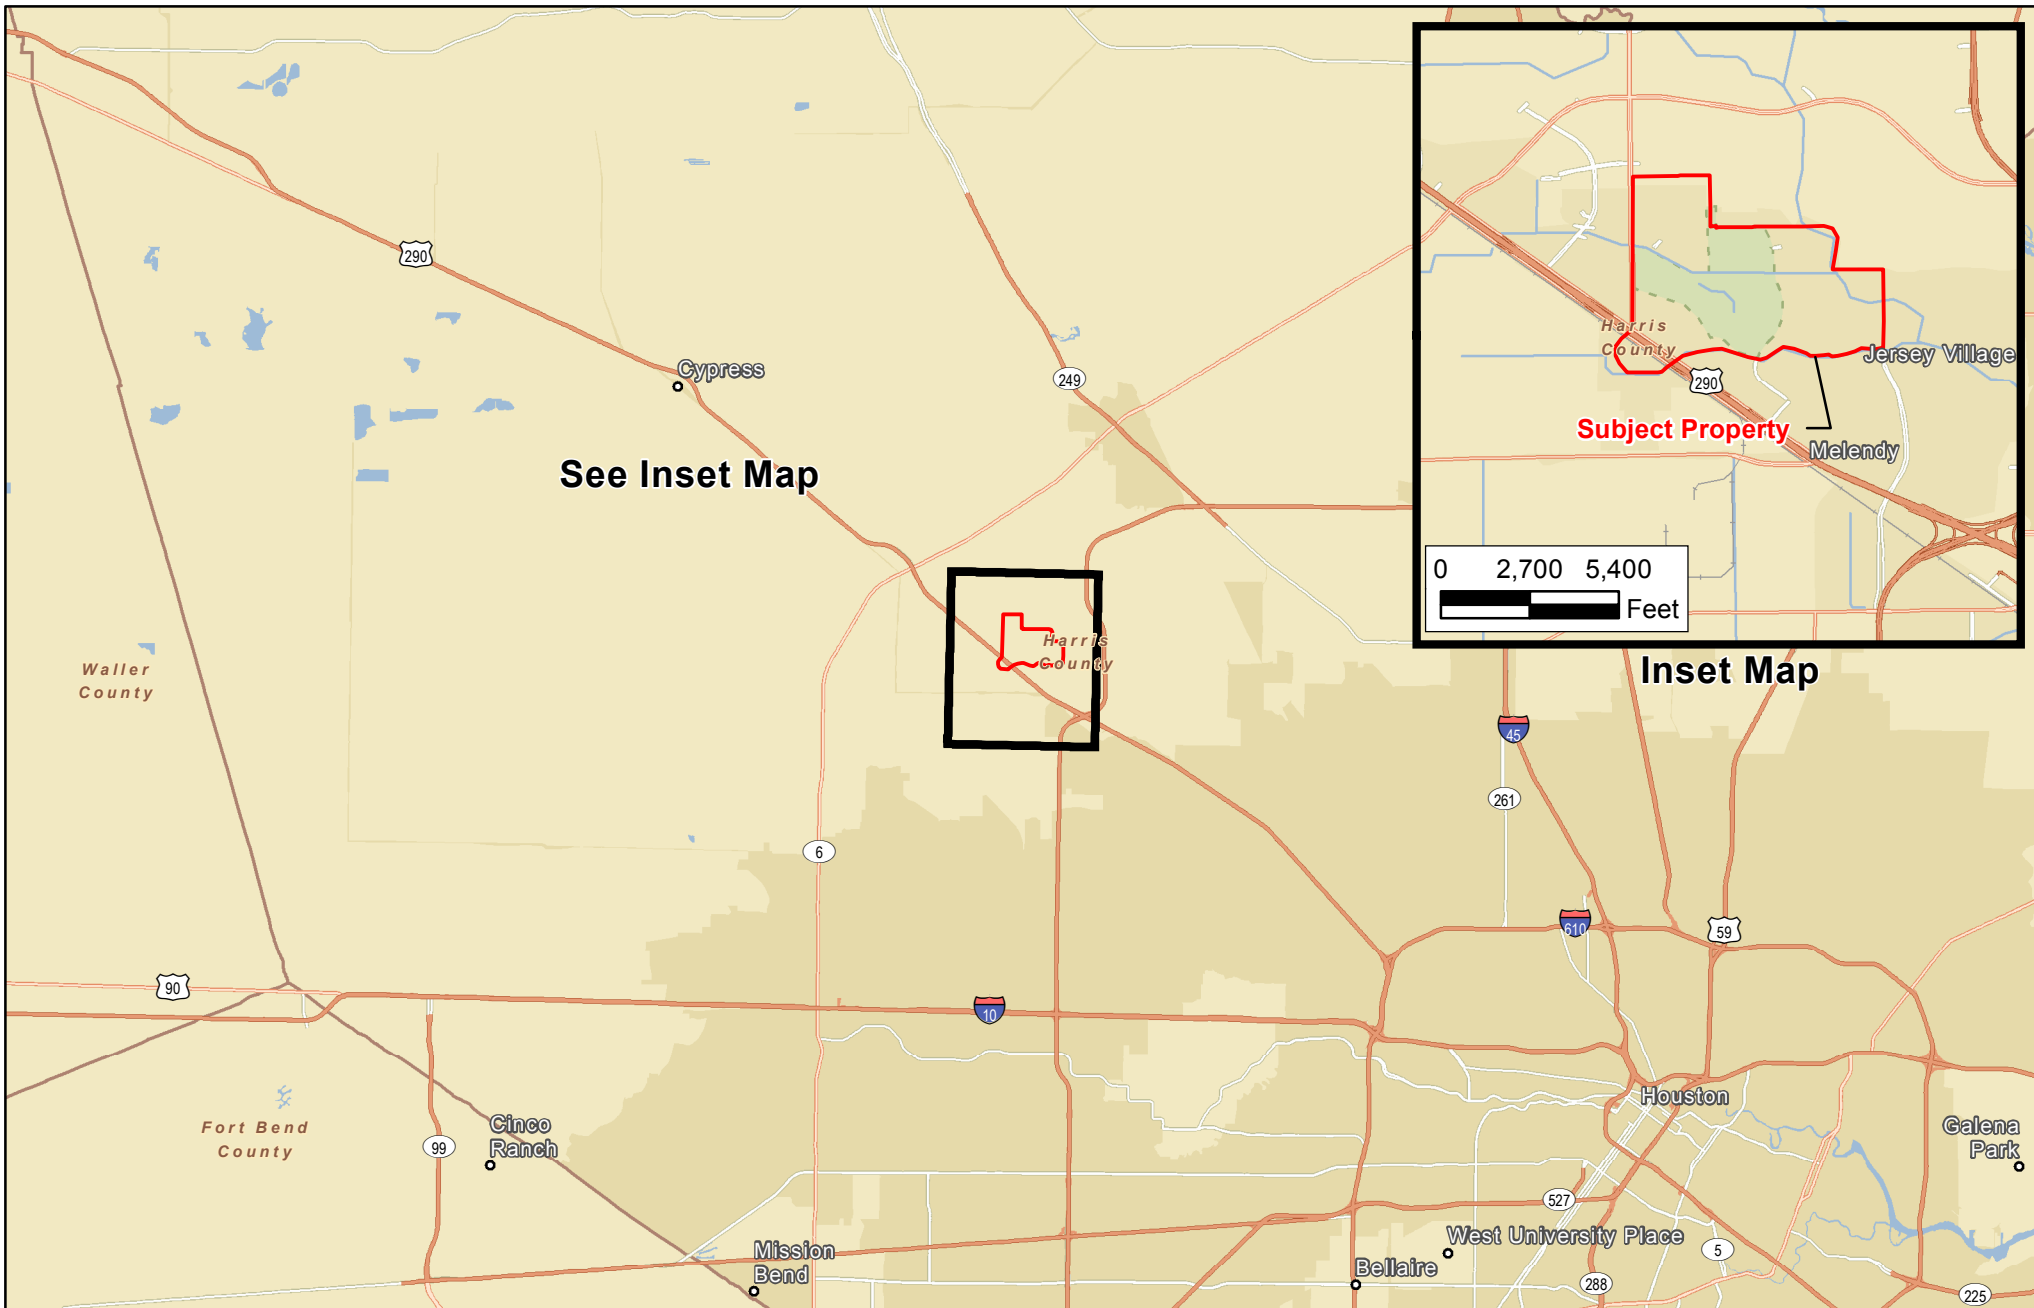 290
Cypress
249
See Inset Map
Harris
County
Waller
County
6
45
261
610
59
90
10
Houston
Galena
Park
Fort Bend
County
99
Cinco
Ranch
527
West University Place
5
Mission
Bend
Bellaire
288
225
Harris
County
Jersey Village
290
Subject Property
Melendy
0 2,700 5,400
Feet
Inset Map